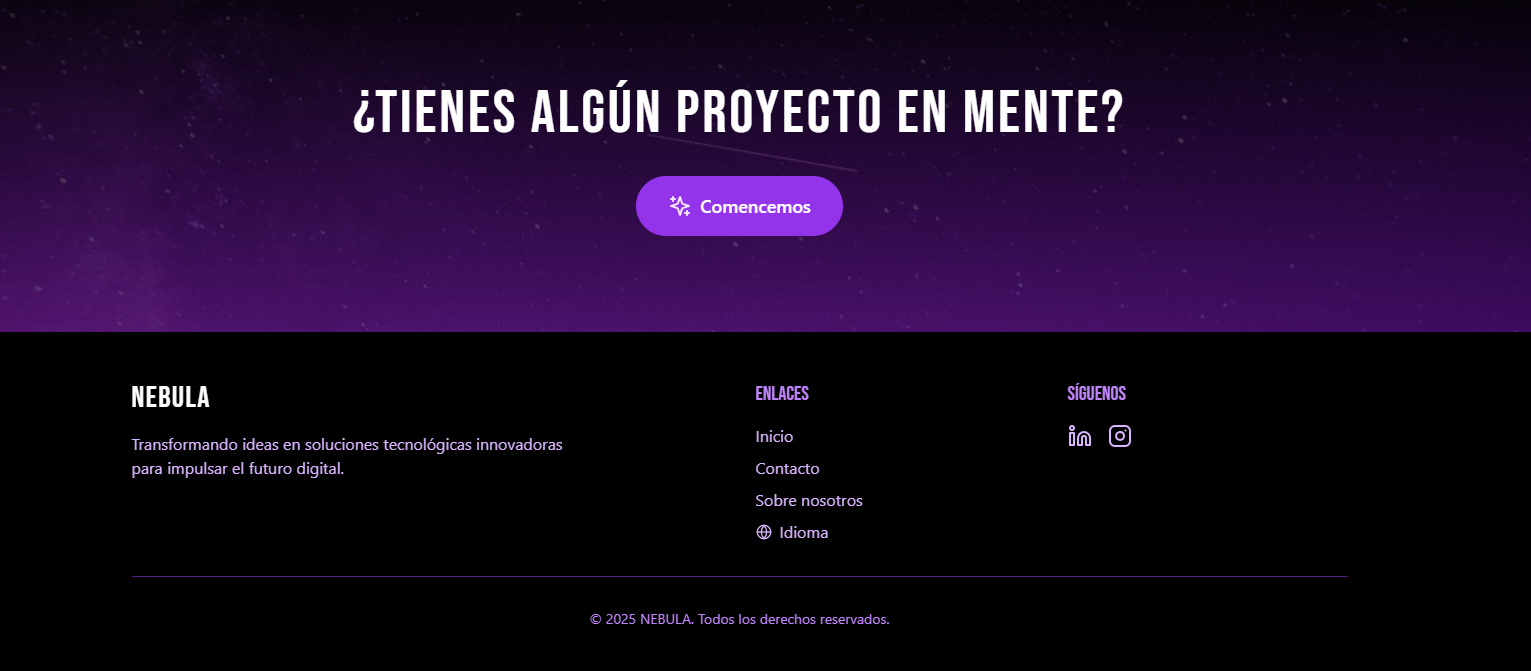 ¿TIENES ALGÚN PROYECTO EN MENTE?
Comencemos
NEBULA
Transformando ideas en soluciones tecnológicas innovadoras
para impulsar el futuro digital.
ENLACES
Inicio
Contacto
Sobre nosotros
Idioma
SÍGUENOS
© 2025 NEBULA. Todos los derechos reservados.